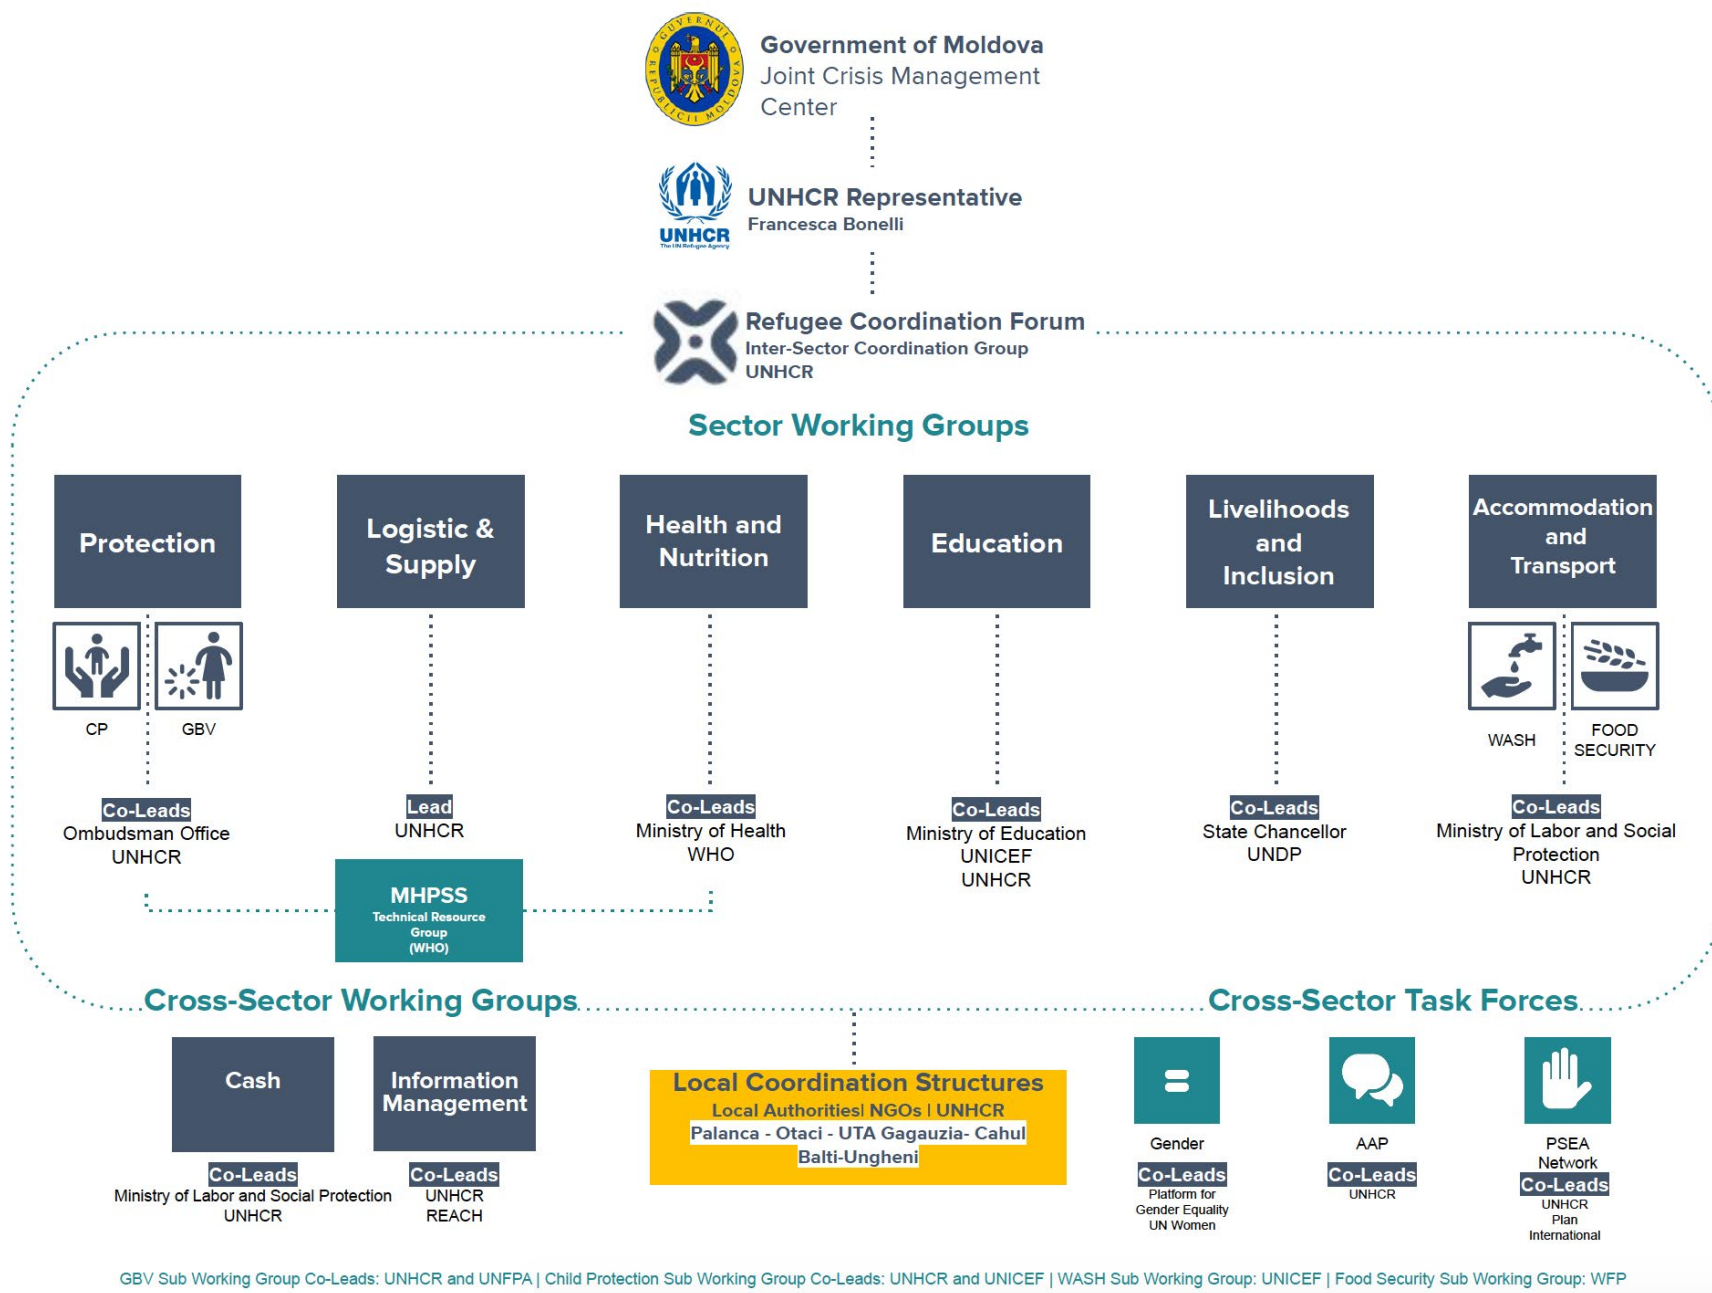 GUVERNUL
REPUBLICII MOLDOVA
Government of Moldova
Joint Crisis Management
Center
UNHCR
The UN Refugee Agency
UNHCR Representative
Francesca Bonelli
Refugee Coordination Forum
Inter-Sector Coordination Group
UNHCR
Sector Working Groups
Protection
Logistic &
Supply
Health and
Nutrition
Education
Livelihoods
and
Inclusion
Accommodation
and
Transport
CP
GBV
WASH
FOOD
SECURITY
Co-Leads
Ombudsman Office
UNHCR
Lead
UNHCR
Co-Leads
Ministry of Health
WHO
Co-Leads
Ministry of Education
UNICEF
UNHCR
Co-Leads
State Chancellor
UNDP
Co-Leads
Ministry of Labor and Social
Protection
UNHCR
MHPSS
Technical Resource
Group
(WHO)
Cross-Sector Working Groups
Cross-Sector Task Forces
Cash
Co-Leads
Ministry of Labor and Social Protection
UNHCR
Information
Management
Co-Leads
UNHCR
REACH
Local Coordination Structures
Local Authorities| NGOs | UNHCR
Palanca - Otaci - UTA Gagauzia- Cahul
Balti-Ungheni
Gender
Co-Leads
Platform for
Gender Equality
UN Women
AAP
Co-Leads
UNHCR
PSEA
Network
Co-Leads
UNHCR
Plan
International
GBV Sub Working Group Co-Leads: UNHCR and UNFPA | Child Protection Sub Working Group Co-Leads: UNHCR and UNICEF | WASH Sub Working Group: UNICEF | Food Security Sub Working Group: WFP